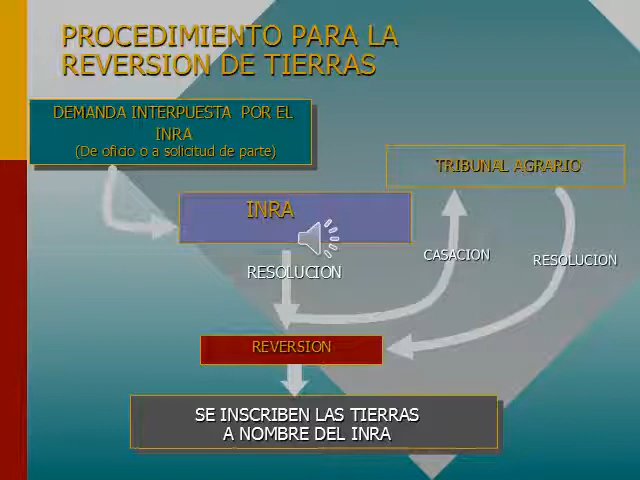 PROCEDIMIENTO PARA LA
REVERSION DE TIERRAS
DEMANDA INTERPUESTA POR EL
INRA
(De oficio o a solicitud de parte)
TRIBUNAL AGRARIO
INRA
CASACION
RESOLUCION
RESOLUCION
REVERSION
SE INSCRIBEN LAS TIERRAS
A NOMBRE DEL INRA